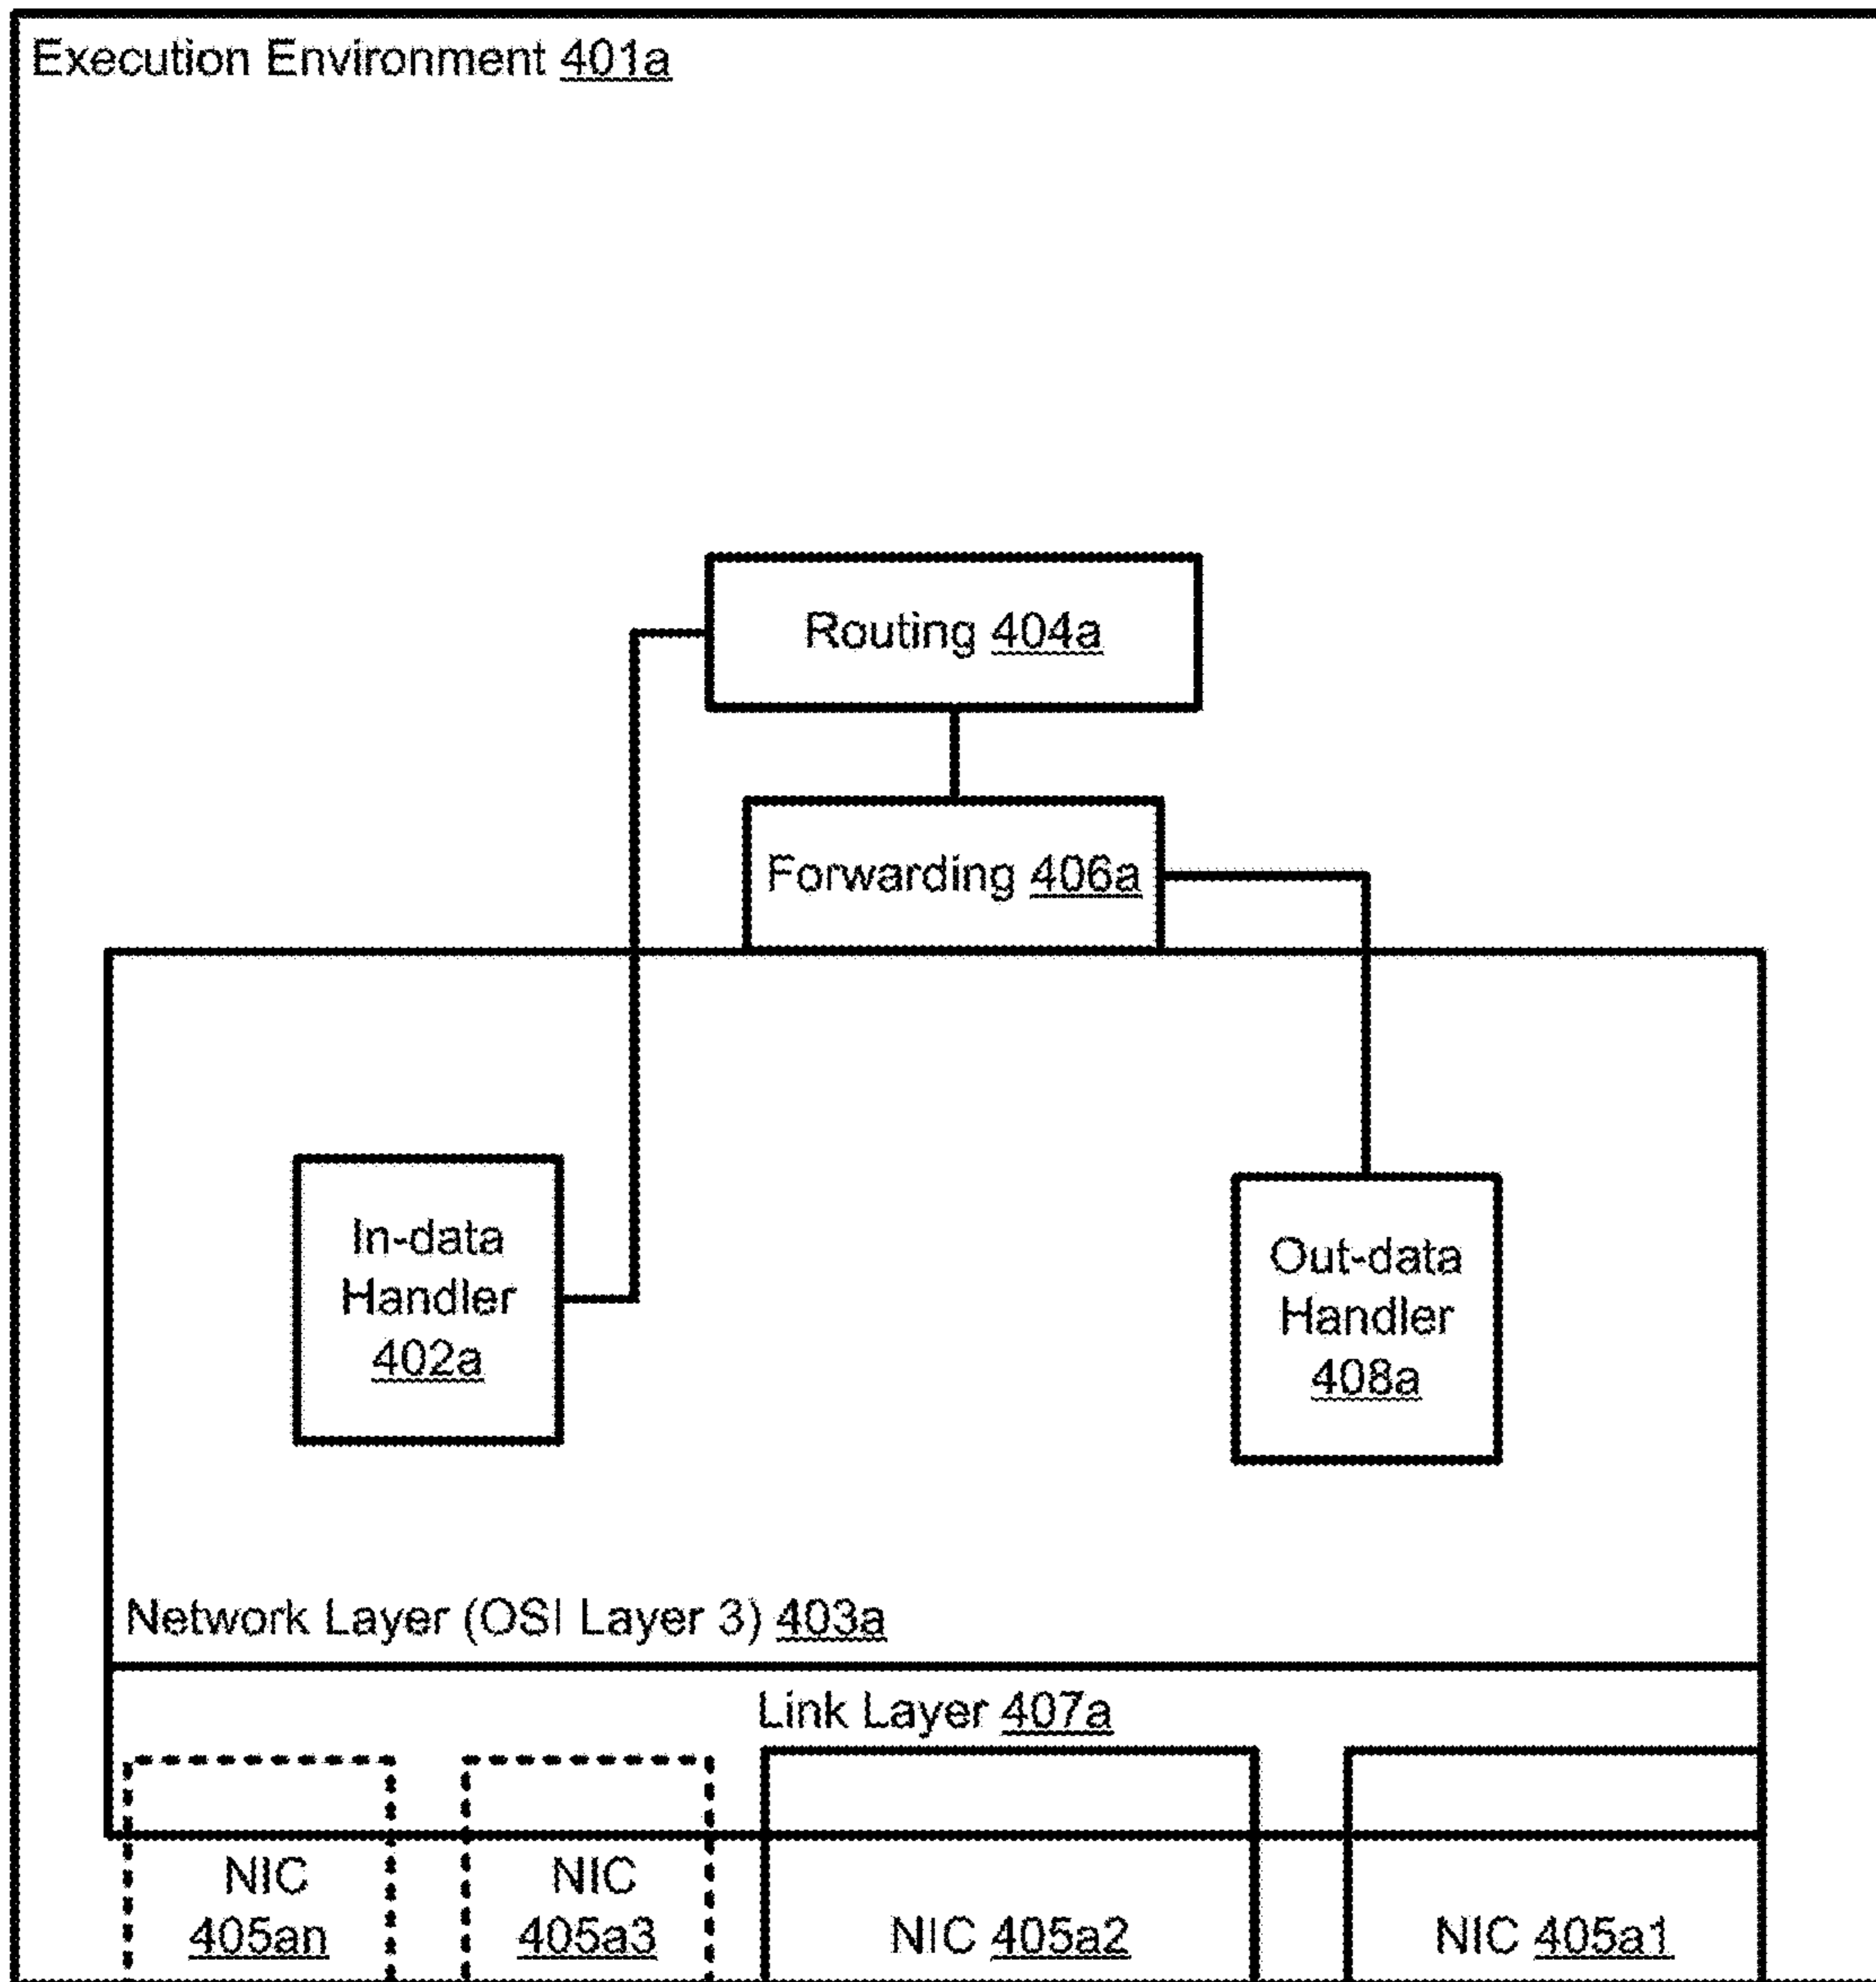 Execution Environment 401a
Routing 404a
Forwarding 406a
In-data
Handler
402a
Out-data
Handler
408a
Network Layer (OSI Layer 3) 403a
Link Layer 407a
NIC
405an
NIC
405a3
NIC 405a2
NIC 405a1